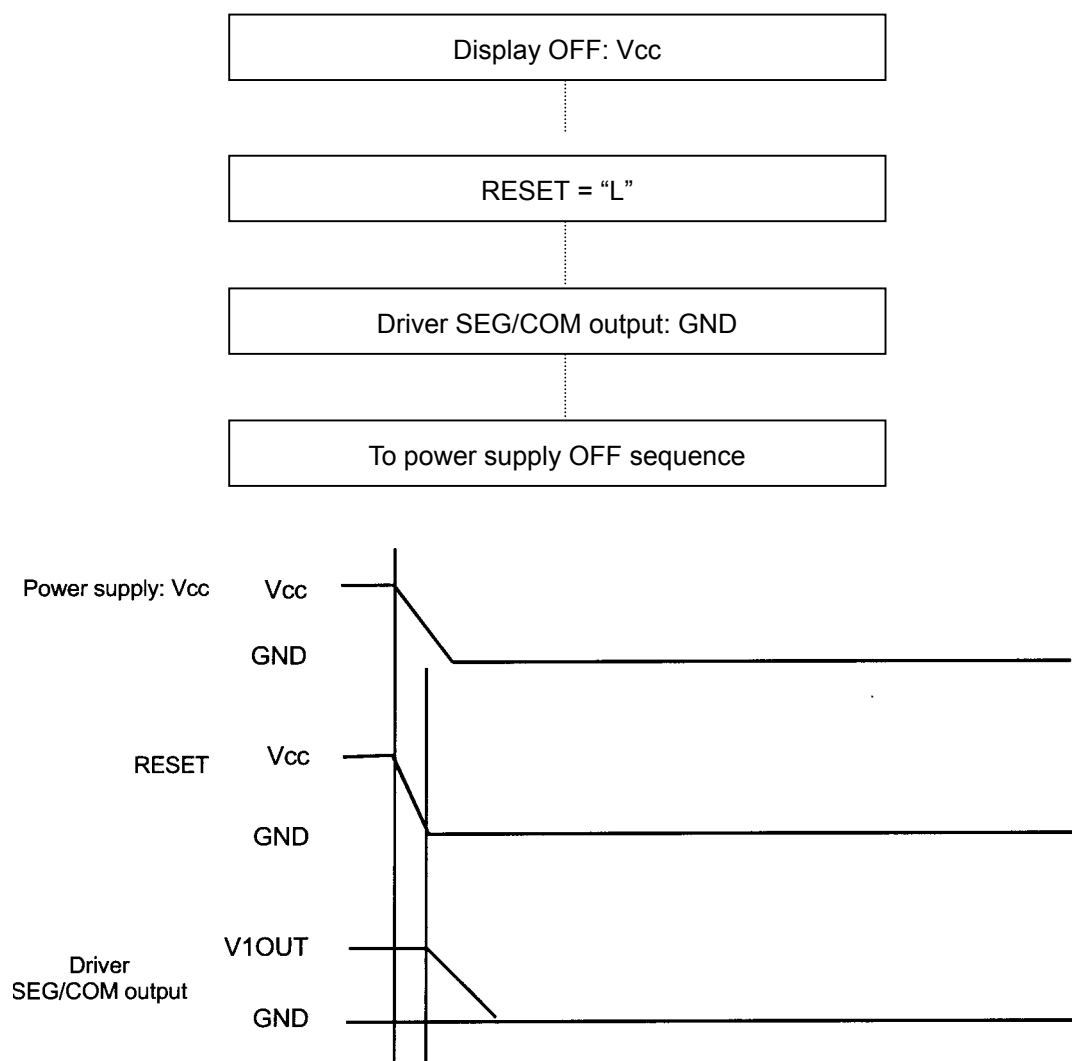 Display OFF: Vcc
RESET = “L”
Driver SEG/COM output: GND
To power supply OFF sequence
Power supply: Vcc
Vcc
GND
RESET
Vcc
GND
Driver
SEG/COM output
V1OUT
GND